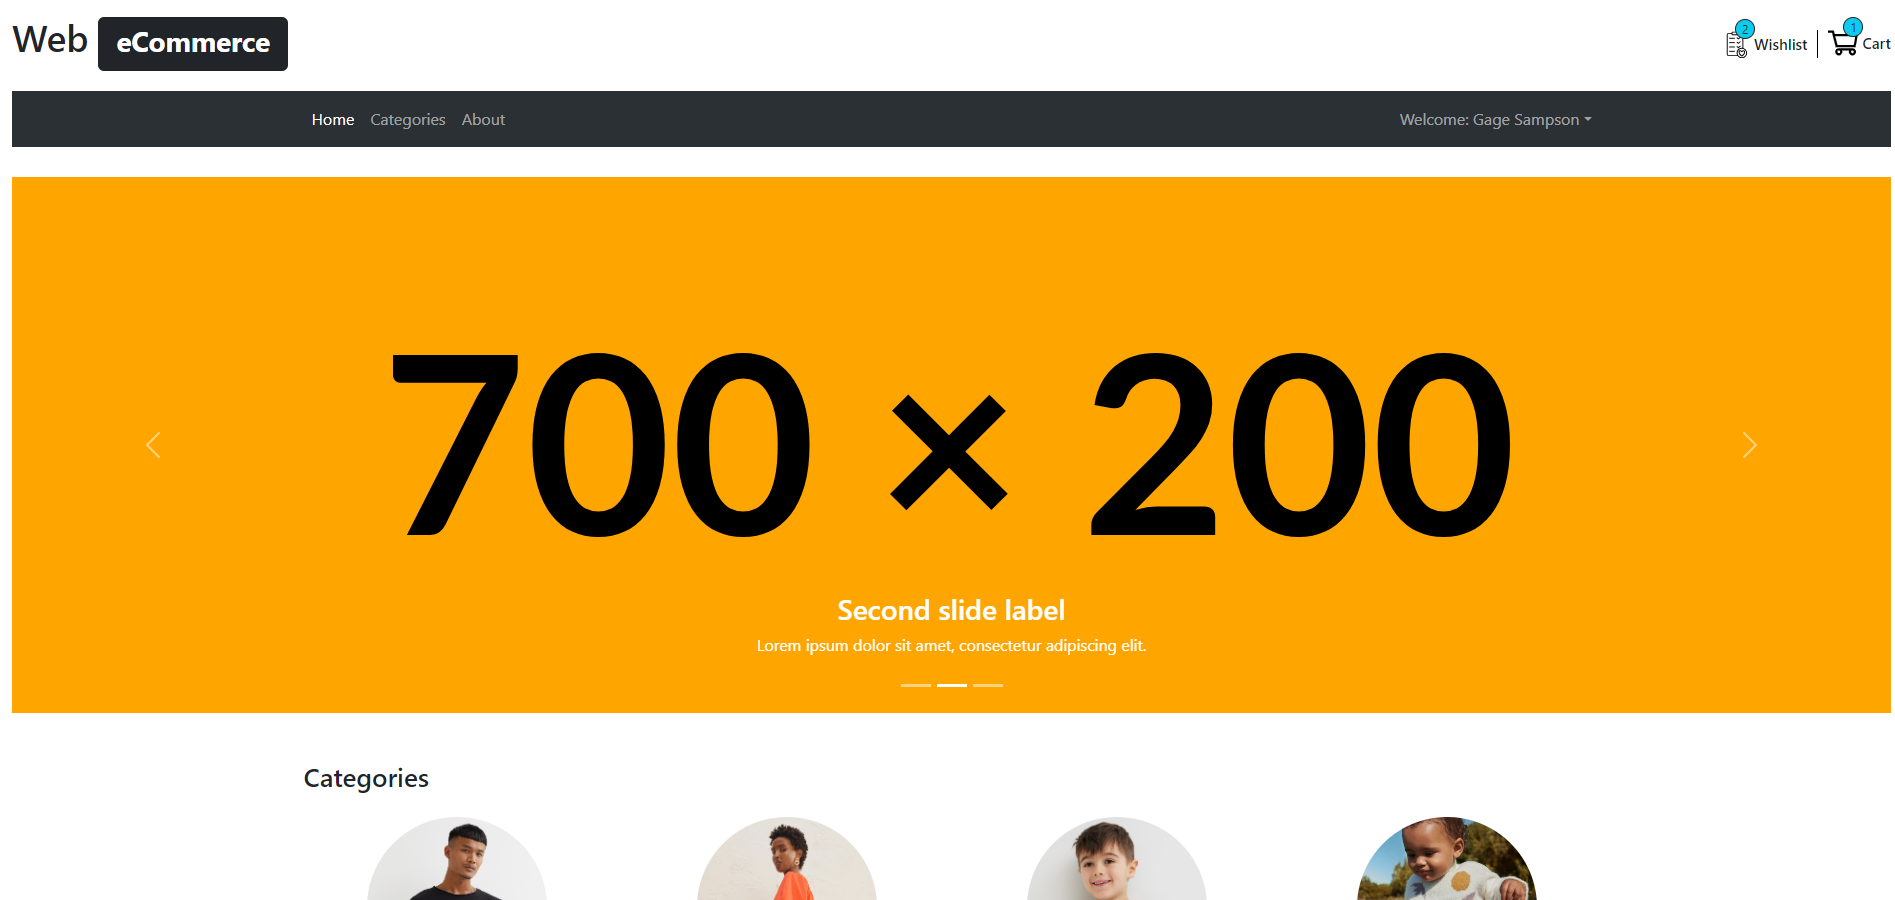 Web eCommerce
2 Wishlist
1 Cart
Home Categories About
Welcome: Gage Sampson
700 × 200
Second slide label
Lorem ipsum dolor sit amet, consectetur adipiscing elit.
Categories